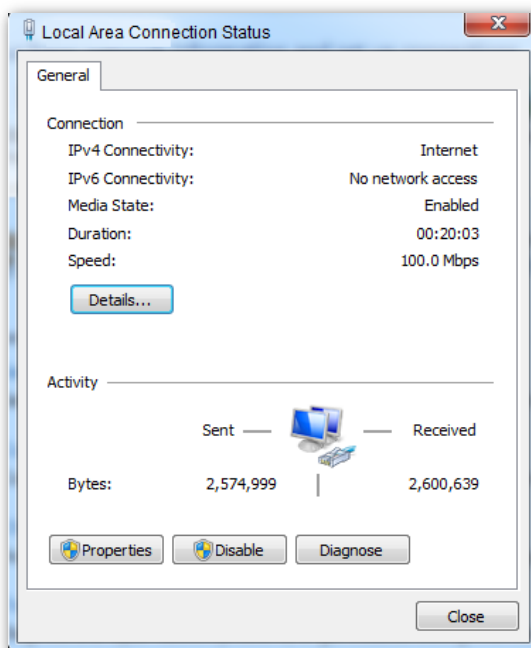 Local Area Connection Status
General
Connection
IPv4 Connectivity: Internet
IPv6 Connectivity: No network access
Media State: Enabled
Duration: 00:20:03
Speed: 100.0 Mbps
Details...
Activity
Sent Received
Bytes: 2,574,999 2,600,639
Properties Disable Diagnose
Close